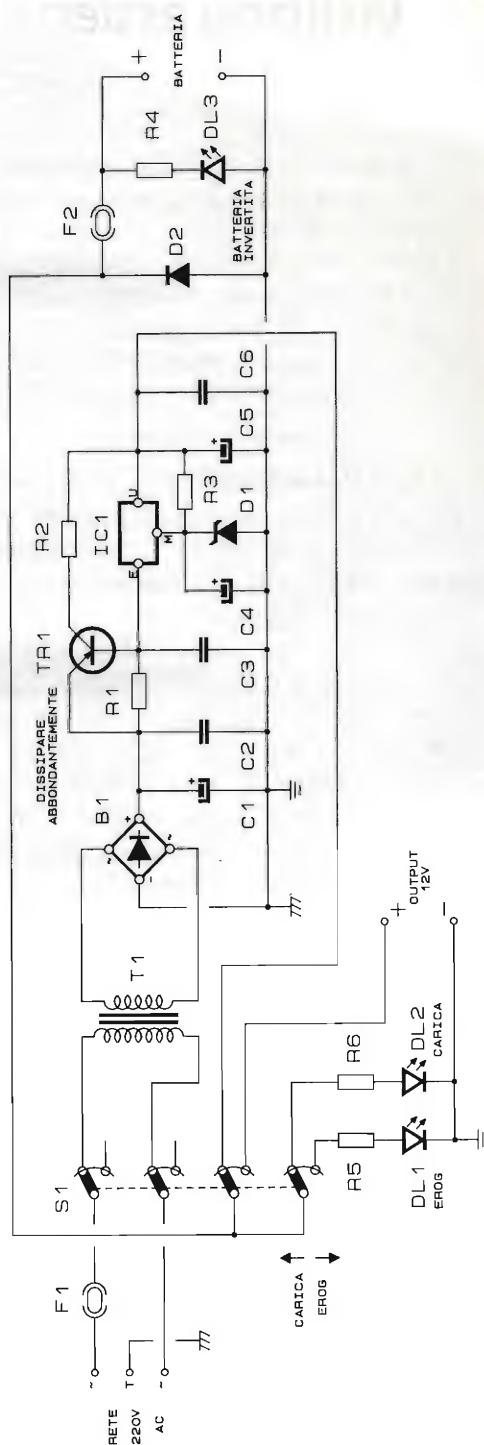 RETE
220V
AC
~
T
~
F1
S1
CARICA
EROG
T1
B1
~
~
+
-
DISSIPARE
ABBONDANTEMENTE
TR1
R1
R2
IC1
E
U
M
R3
D1
C1
+
C2
C3
C4
+
C5
+
C6
R5
R6
DL1
EROG
DL2
CARICA
+
OUTPUT
12V
-
D2
F2
R4
DL3
BATTERIA
INVERTITA
+
BATTERIA
-